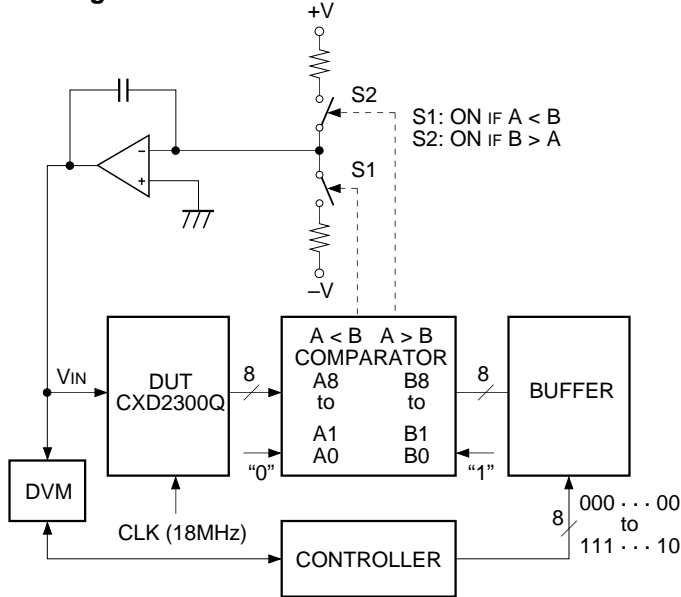 +V
S2
S1: ON IF A < B
S2: ON IF B > A
–
+
S1
–V
A < B A > B
COMPARATOR
A8 B8
to to
A1 B1
A0 B0
VIN
DUT
CXD2300Q
8
8
BUFFER
“0”
“1”
DVM
CLK (18MHz)
CONTROLLER
8
000 · · · 00
to
111 · · · 10